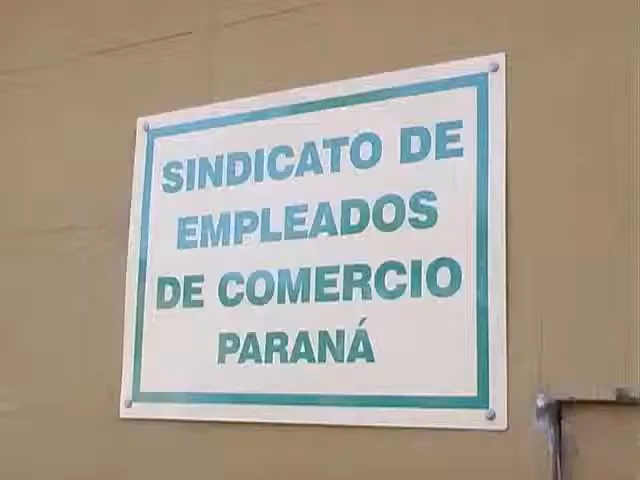 SINDICATO DE
EMPLEADOS
DE COMERCIO
PARANÁ